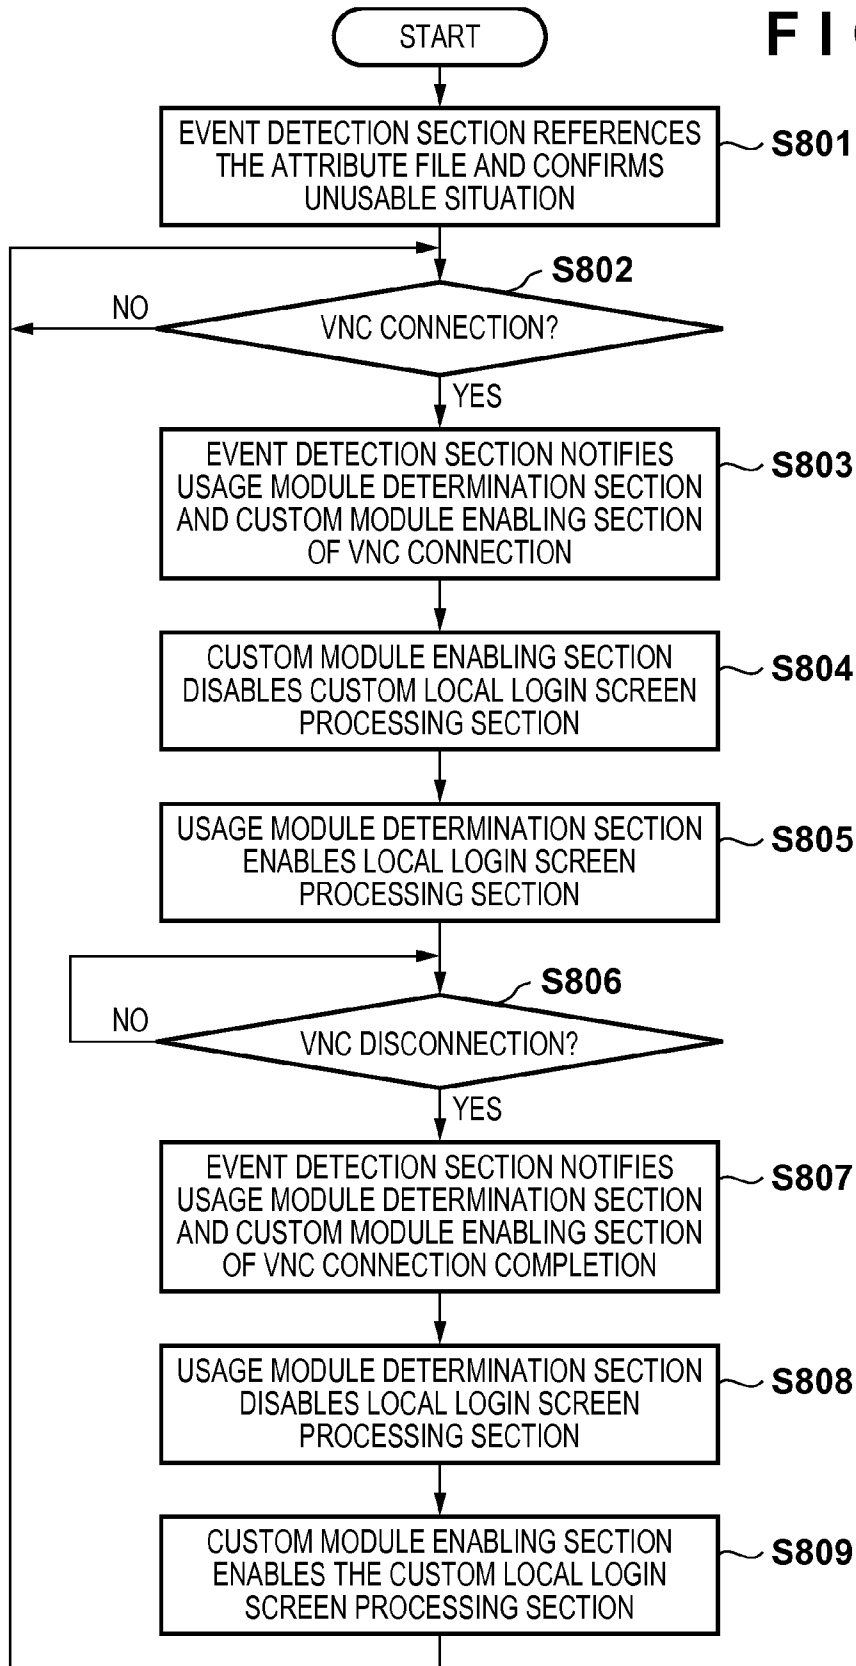 START
F I
EVENT DETECTION SECTION REFERENCES
THE ATTRIBUTE FILE AND CONFIRMS
UNUSABLE SITUATION
S801
S802
NO
VNC CONNECTION?
YES
EVENT DETECTION SECTION NOTIFIES
USAGE MODULE DETERMINATION SECTION
AND CUSTOM MODULE ENABLING SECTION
OF VNC CONNECTION
S803
CUSTOM MODULE ENABLING SECTION
DISABLES CUSTOM LOCAL LOGIN SCREEN
PROCESSING SECTION
S804
USAGE MODULE DETERMINATION SECTION
ENABLES LOCAL LOGIN SCREEN
PROCESSING SECTION
S805
S806
NO
VNC DISCONNECTION?
YES
EVENT DETECTION SECTION NOTIFIES
USAGE MODULE DETERMINATION SECTION
AND CUSTOM MODULE ENABLING SECTION
OF VNC CONNECTION COMPLETION
S807
USAGE MODULE DETERMINATION SECTION
DISABLES LOCAL LOGIN SCREEN
PROCESSING SECTION
S808
CUSTOM MODULE ENABLING SECTION
ENABLES THE CUSTOM LOCAL LOGIN
SCREEN PROCESSING SECTION
S809